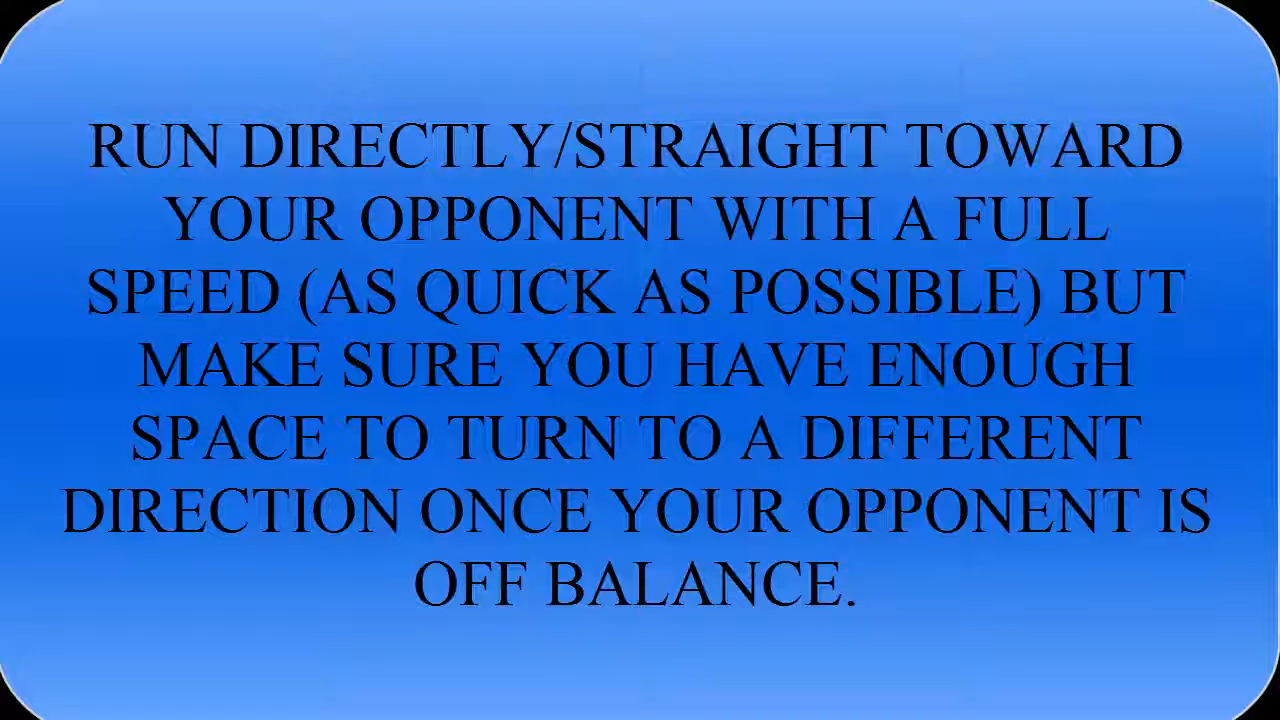 RUN DIRECTLY/STRAIGHT TOWARD
YOUR OPPONENT WITH A FULL
SPEED (AS QUICK AS POSSIBLE) BUT
MAKE SURE YOU HAVE ENOUGH
SPACE TO TURN TO A DIFFERENT
DIRECTION ONCE YOUR OPPONENT IS
OFF BALANCE.